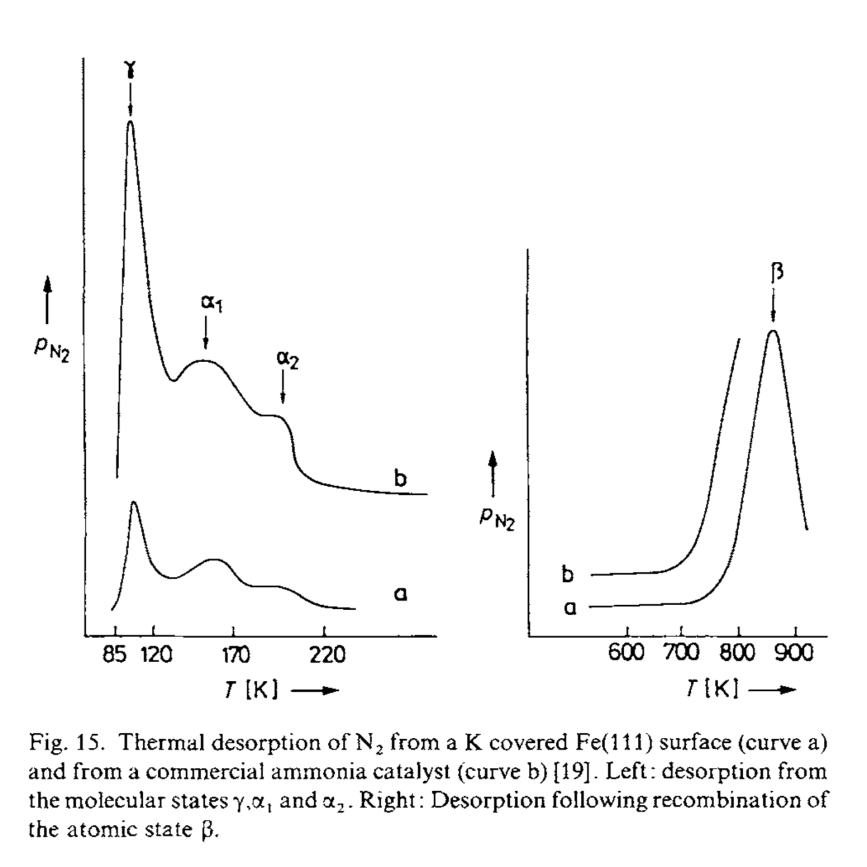 γ
α₁
α₂
p_N₂
b
a
85 120 170 220
T [K]
β
p_N₂
b
a
600 700 800 900
T [K]
Fig. 15. Thermal desorption of N₂ from a K covered Fe(111) surface (curve a)
and from a commercial ammonia catalyst (curve b) [19]. Left: desorption from
the molecular states γ,α₁ and α₂. Right: Desorption following recombination of
the atomic state β.